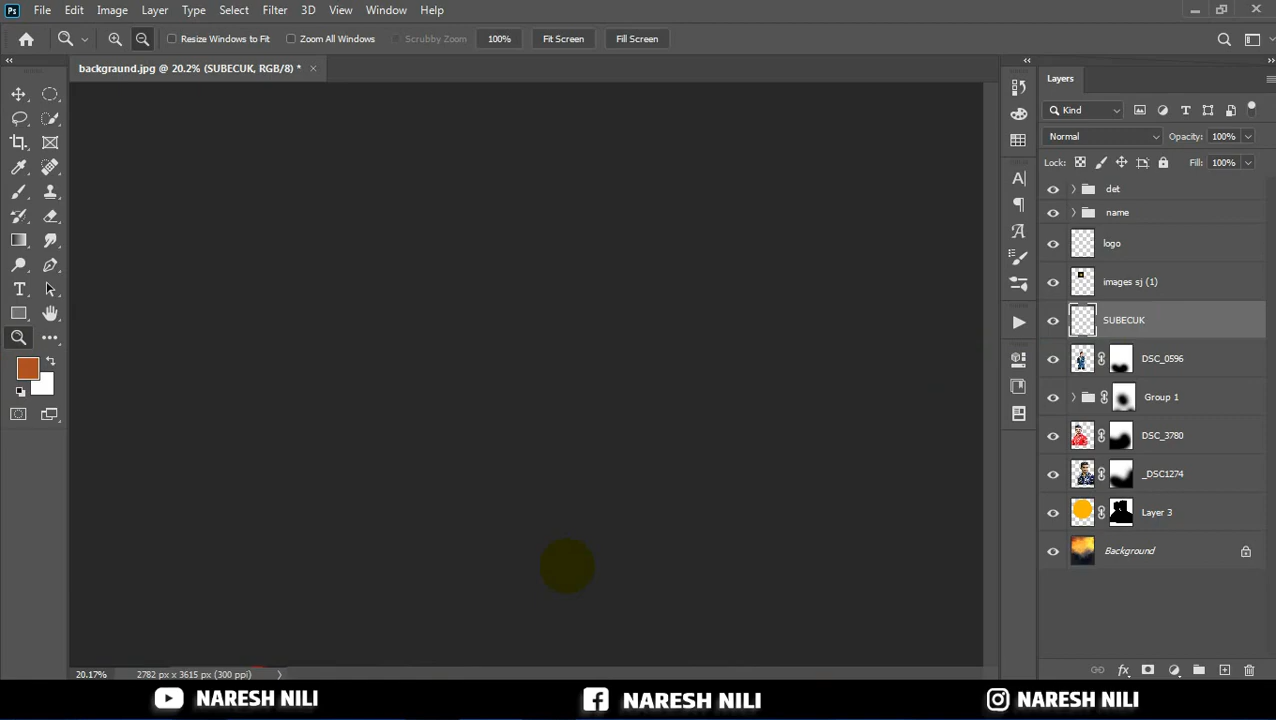 Ps File Edit Image Layer Type Select Filter 3D View Window Help
Resize Windows to Fit Zoom All Windows Scrubby Zoom 100% Fit Screen Fill Screen
background.jpg @ 20.2% (SUBECUK, RGB/8) *
Layers
Kind
Normal Opacity: 100%
Lock: Fill: 100%
det
name
logo
images sj (1)
SUBECUK
DSC_0596
Group 1
DSC_3780
_DSC1274
Layer 3
Background
20.17% 2782 px x 3615 px (300 ppi)
NARESH NILI NARESH NILI NARESH NILI